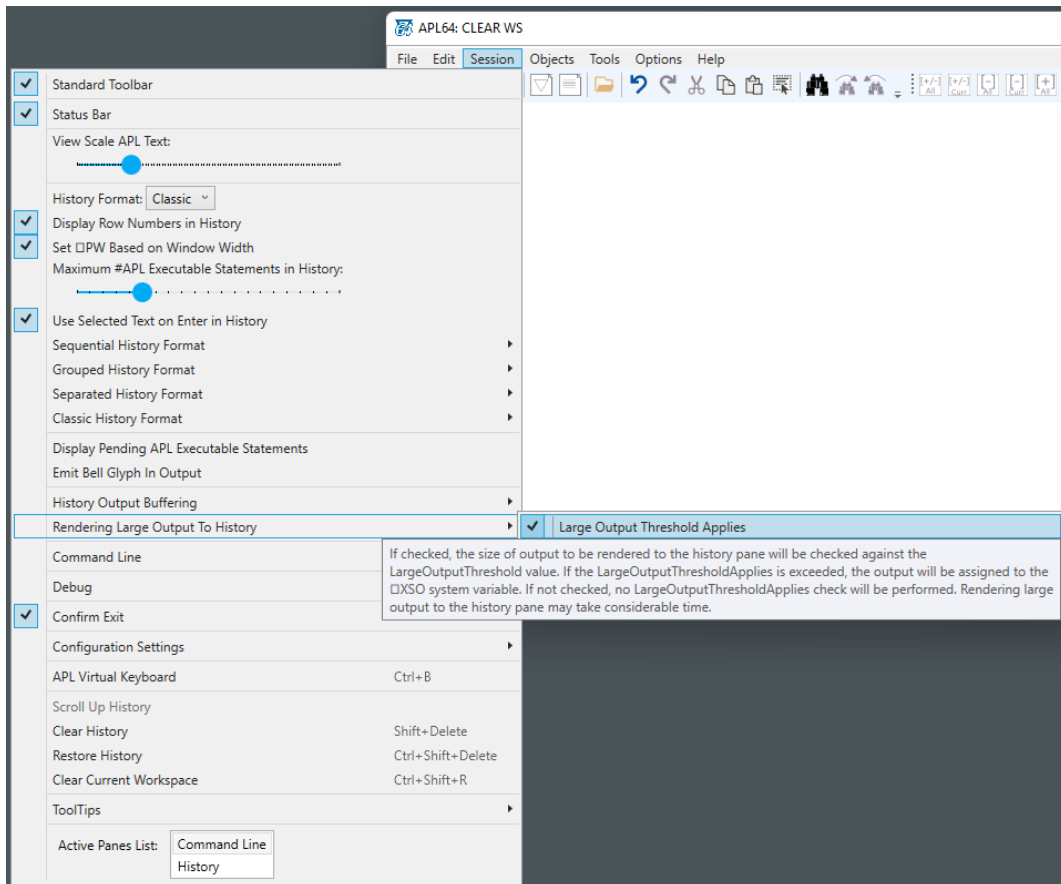 APL64: CLEAR WS
File Edit Session Objects Tools Options Help
[+/-] All [+/-] Curr. [-] All [-] Curr. [+] All
Standard Toolbar
Status Bar
View Scale APL Text:
History Format: Classic
Display Row Numbers in History
Set ⎕PW Based on Window Width
Maximum #APL Executable Statements in History:
Use Selected Text on Enter in History
Sequential History Format
Grouped History Format
Separated History Format
Classic History Format
Display Pending APL Executable Statements
Emit Bell Glyph In Output
History Output Buffering
Rendering Large Output To History
Large Output Threshold Applies
If checked, the size of output to be rendered to the history pane will be checked against the
LargeOutputThreshold value. If the LargeOutputThresholdApplies is exceeded, the output will be assigned to the
⎕XSO system variable. If not checked, no LargeOutputThresholdApplies check will be performed. Rendering large
output to the history pane may take considerable time.
Command Line
Debug
Confirm Exit
Configuration Settings
APL Virtual Keyboard Ctrl+B
Scroll Up History
Clear History Shift+Delete
Restore History Ctrl+Shift+Delete
Clear Current Workspace Ctrl+Shift+R
ToolTips
Active Panes List: Command Line
History